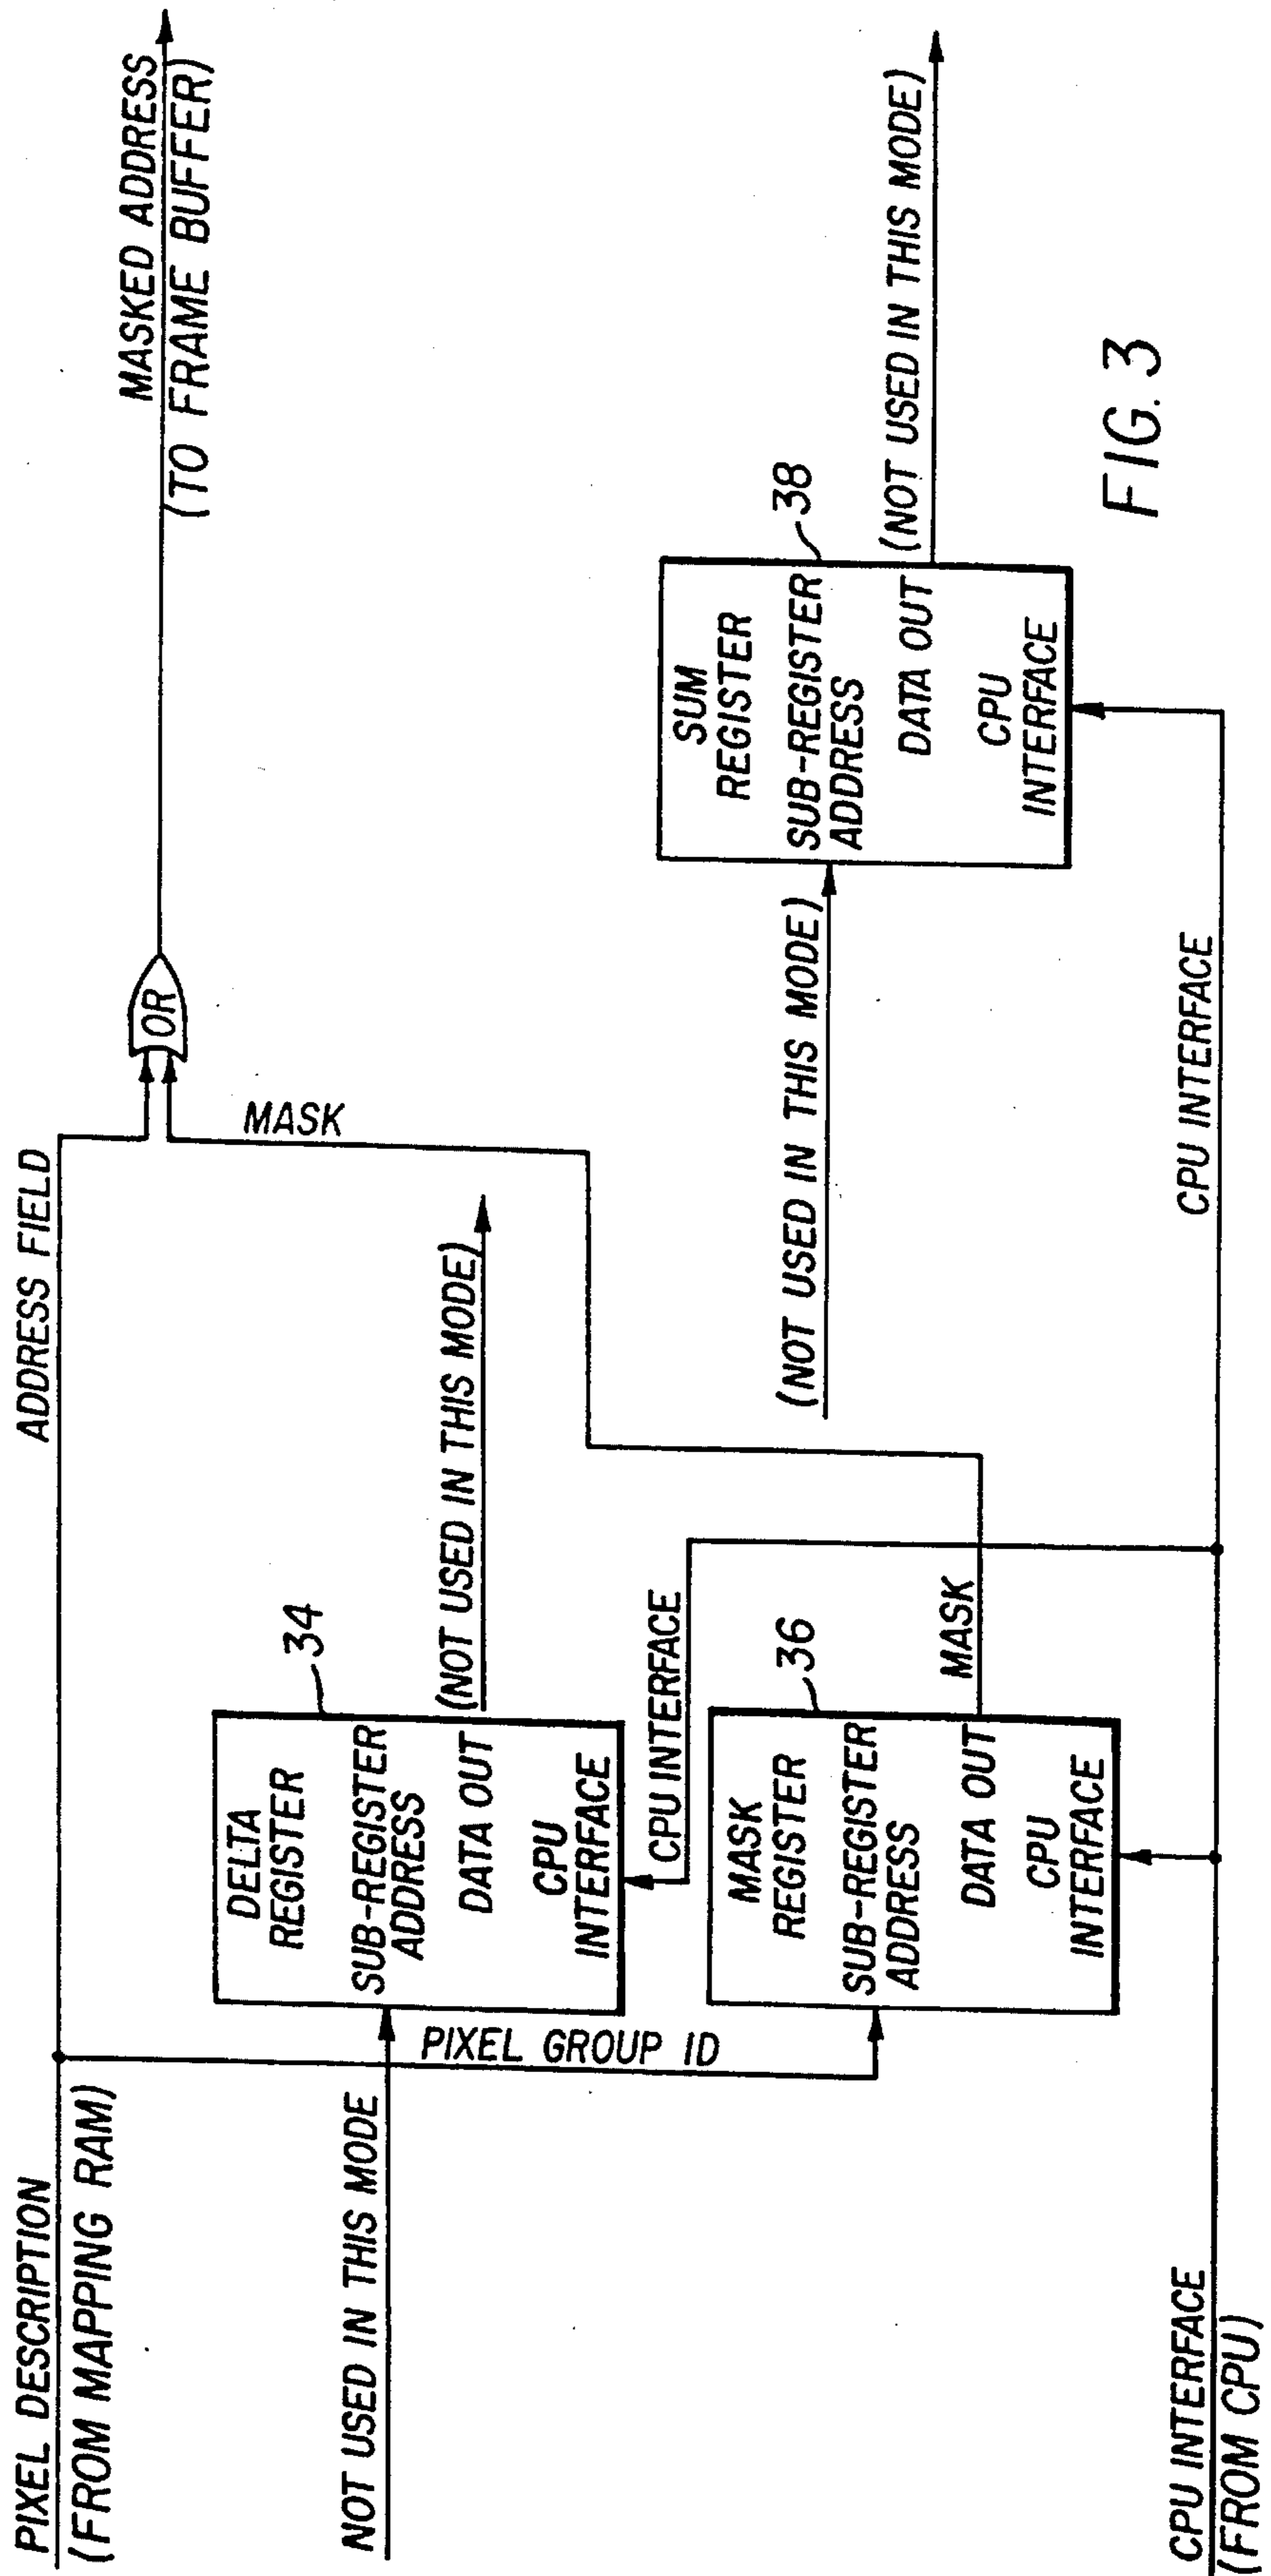 PIXEL DESCRIPTION
(FROM MAPPING RAM)
ADDRESS FIELD
MASKED ADDRESS
(TO FRAME BUFFER)
OR
MASK
NOT USED IN THIS MODE
DELTA
REGISTER
SUB-REGISTER
ADDRESS
DATA OUT
CPU
INTERFACE
34
(NOT USED IN THIS MODE)
PIXEL GROUP ID
CPU INTERFACE
MASK
REGISTER
SUB-REGISTER
ADDRESS
DATA OUT
CPU
INTERFACE
36
MASK
(NOT USED IN THIS MODE)
SUM
REGISTER
SUB-REGISTER
ADDRESS
DATA OUT
CPU
INTERFACE
38
(NOT USED IN THIS MODE)
CPU INTERFACE
(FROM CPU)
CPU INTERFACE
FIG. 3